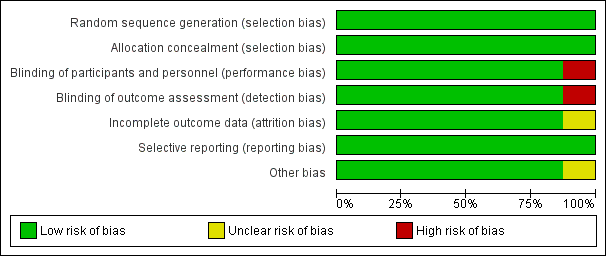 Random sequence generation (selection bias)
Allocation concealment (selection bias)
Blinding of participants and personnel (performance bias)
Blinding of outcome assessment (detection bias)
Incomplete outcome data (attrition bias)
Selective reporting (reporting bias)
Other bias
0% 25% 50% 75% 100%
Low risk of bias Unclear risk of bias High risk of bias